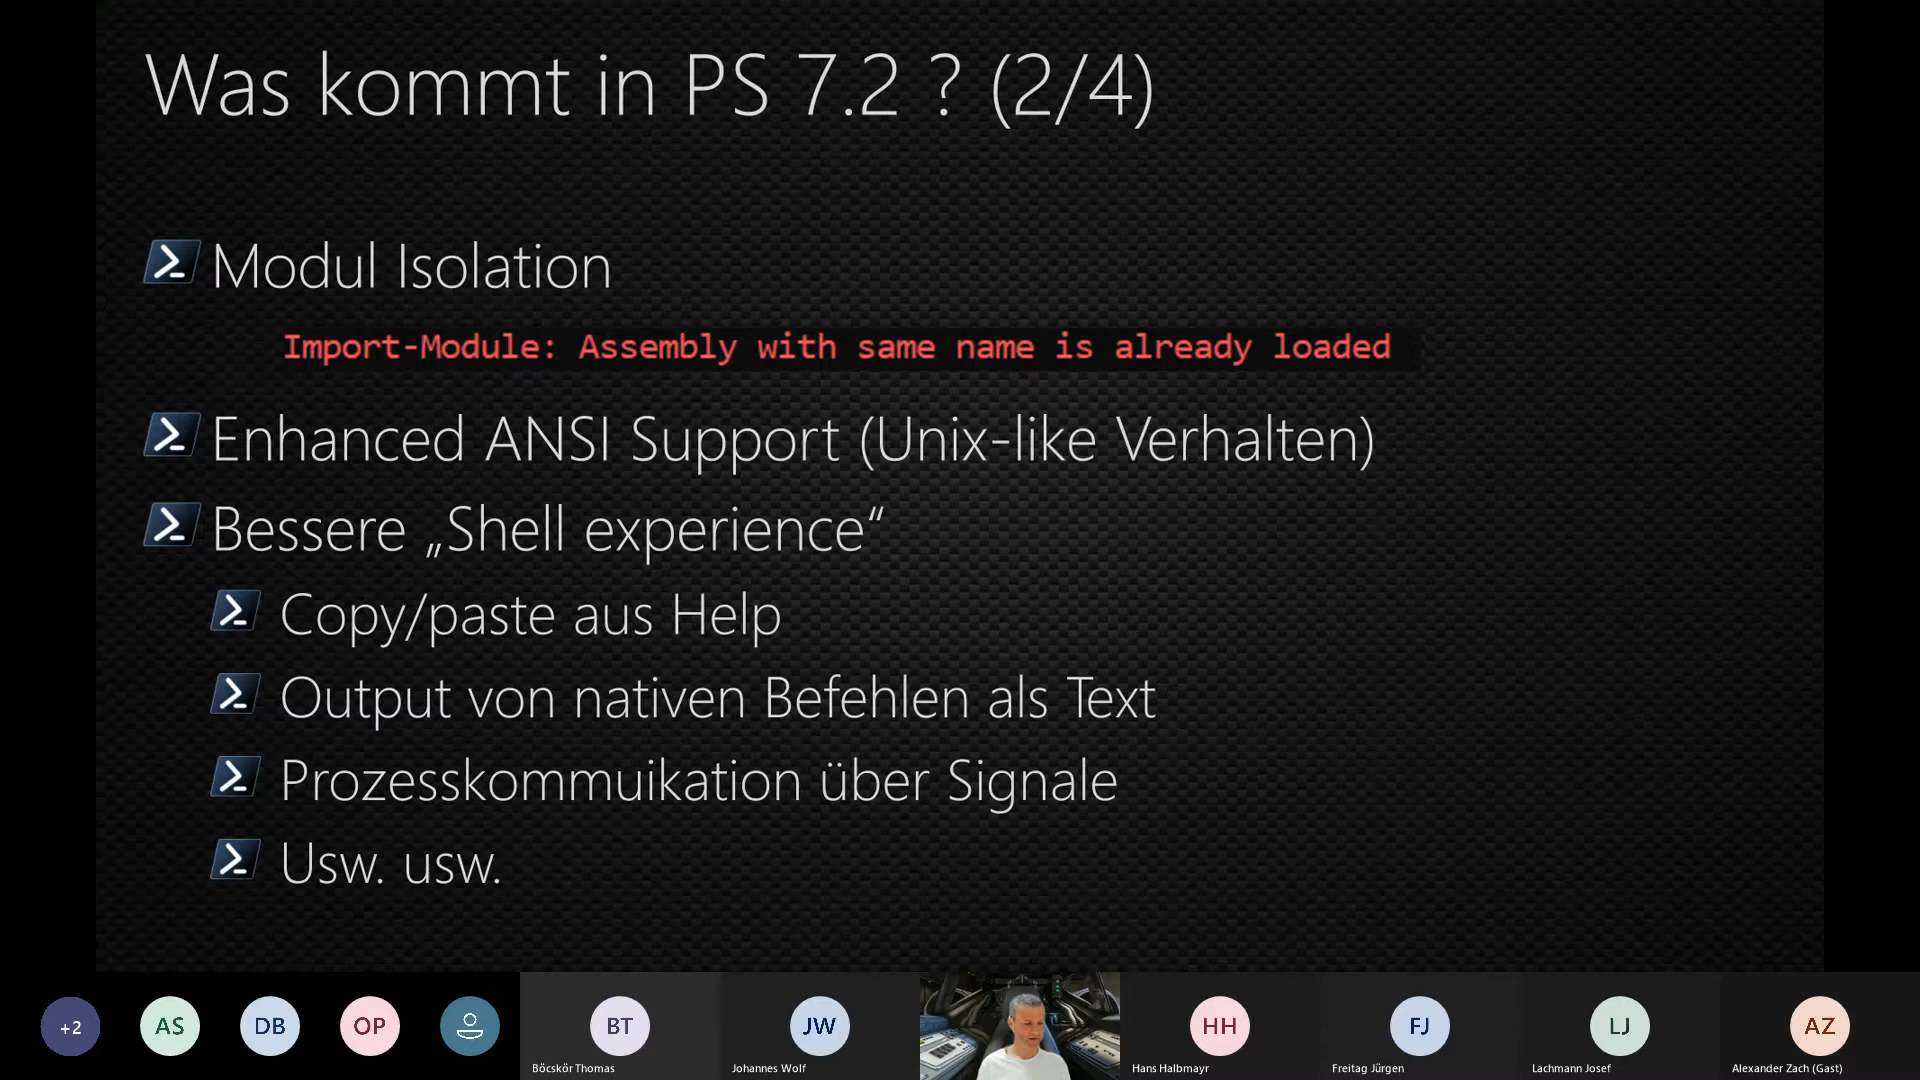 Was kommt in PS 7.2 ? (2/4)
Modul Isolation
Import-Module: Assembly with same name is already loaded
Enhanced ANSI Support (Unix-like Verhalten)
Bessere „Shell experience“
Copy/paste aus Help
Output von nativen Befehlen als Text
Prozesskommuikation über Signale
Usw. usw.
+2
AS
DB
OP
BT
JW
HH
FJ
LJ
AZ
Böcskör Thomas
Johannes Wolf
Hans Halbmayr
Freitag Jürgen
Lachmann Josef
Alexander Zach (Gast)